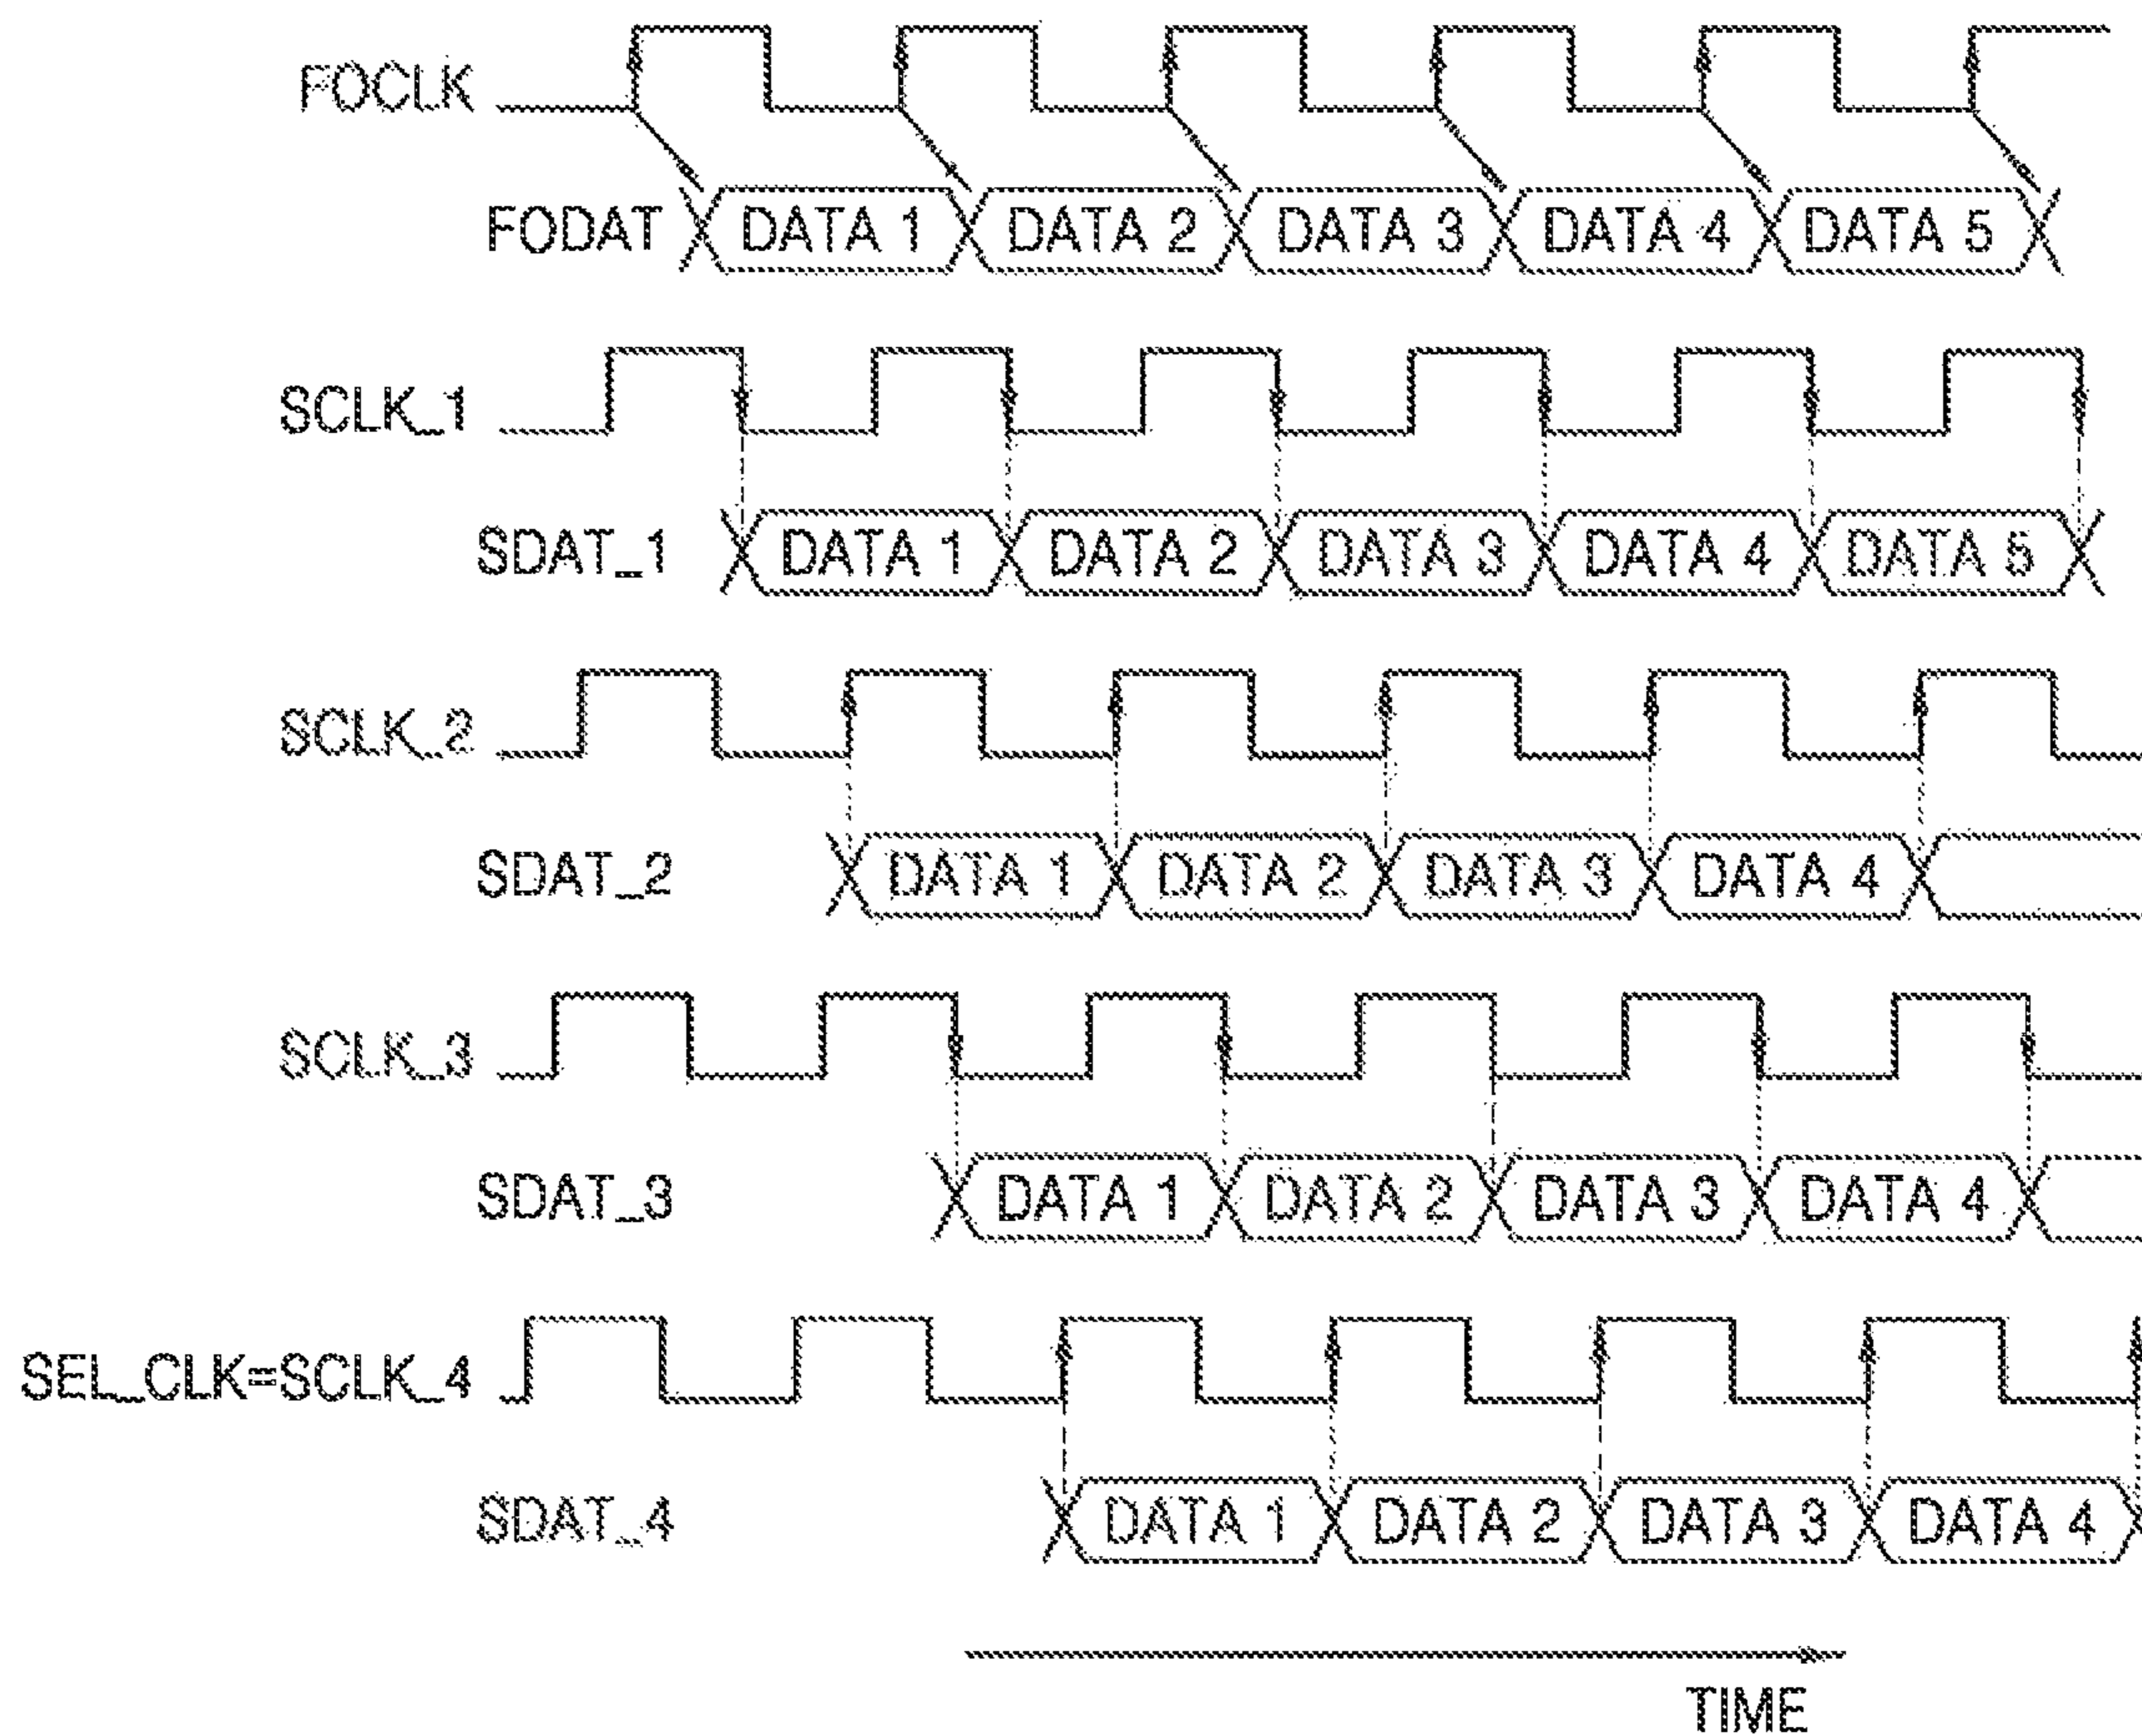 FOCLK
FODAT DATA 1 DATA 2 DATA 3 DATA 4 DATA 5
SCLK_1
SDAT_1 DATA 1 DATA 2 DATA 3 DATA 4 DATA 5
SCLK_2
SDAT_2 DATA 1 DATA 2 DATA 3 DATA 4
SCLK_3
SDAT_3 DATA 1 DATA 2 DATA 3 DATA 4
SEL_CLK=SCLK_4
SDAT_4 DATA 1 DATA 2 DATA 3 DATA 4
TIME